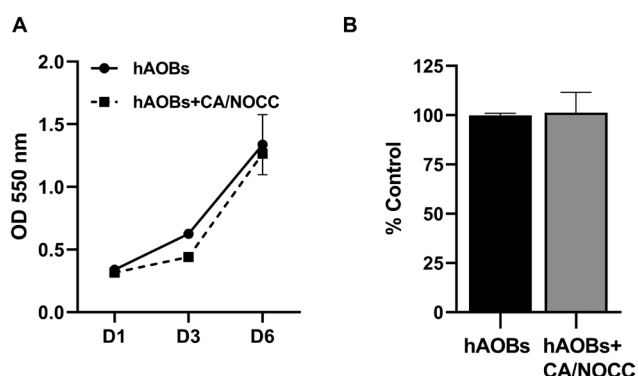 A
OD 550 nm
2.0
1.5
1.0
0.5
0.0
hAOBs
hAOBs+CA/NOCC
D1 D3 D6
B
% Control
125
100
75
50
25
0
hAOBs hAOBs+
CA/NOCC